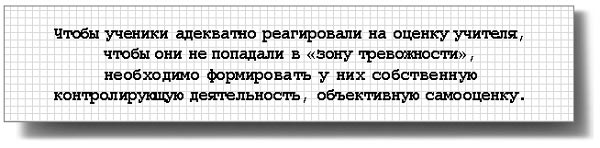 Чтобы ученики адекватно реагировали на оценку учителя,
чтобы они не попадали в «зону тревожности»,
необходимо формировать у них собственную
контролирующую деятельность, объективную самооценку.